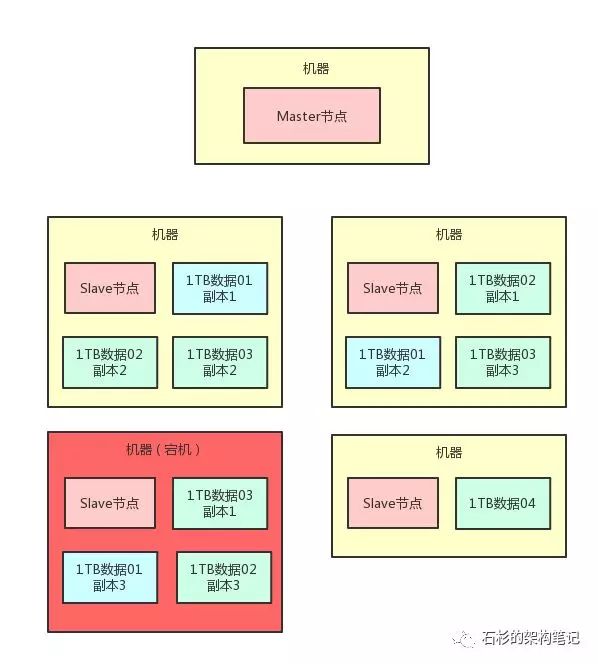 机器
Master节点
机器
Slave节点
1TB数据01
副本1
1TB数据02
副本2
1TB数据03
副本2
机器
Slave节点
1TB数据02
副本1
1TB数据01
副本2
1TB数据03
副本3
机器（宕机）
Slave节点
1TB数据03
副本1
1TB数据01
副本3
1TB数据02
副本3
机器
Slave节点
1TB数据04
石杉的架构笔记